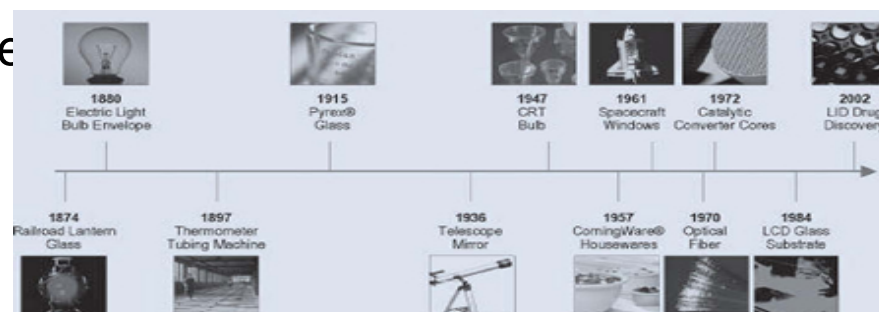 e
1880
Electric Light
Bulb Envelope
1915
Pyrex®
Glass
1947
CRT
Bulb
1961
Spacecraft
Windows
1972
Catalytic
Converter Cores
2002
LID Drug
Discovery
1874
Railroad Lantern
Glass
1897
Thermometer
Tubing Machine
1936
Telescope
Mirror
1957
CorningWare®
Housewares
1970
Optical
Fiber
1984
LCD Glass
Substrate